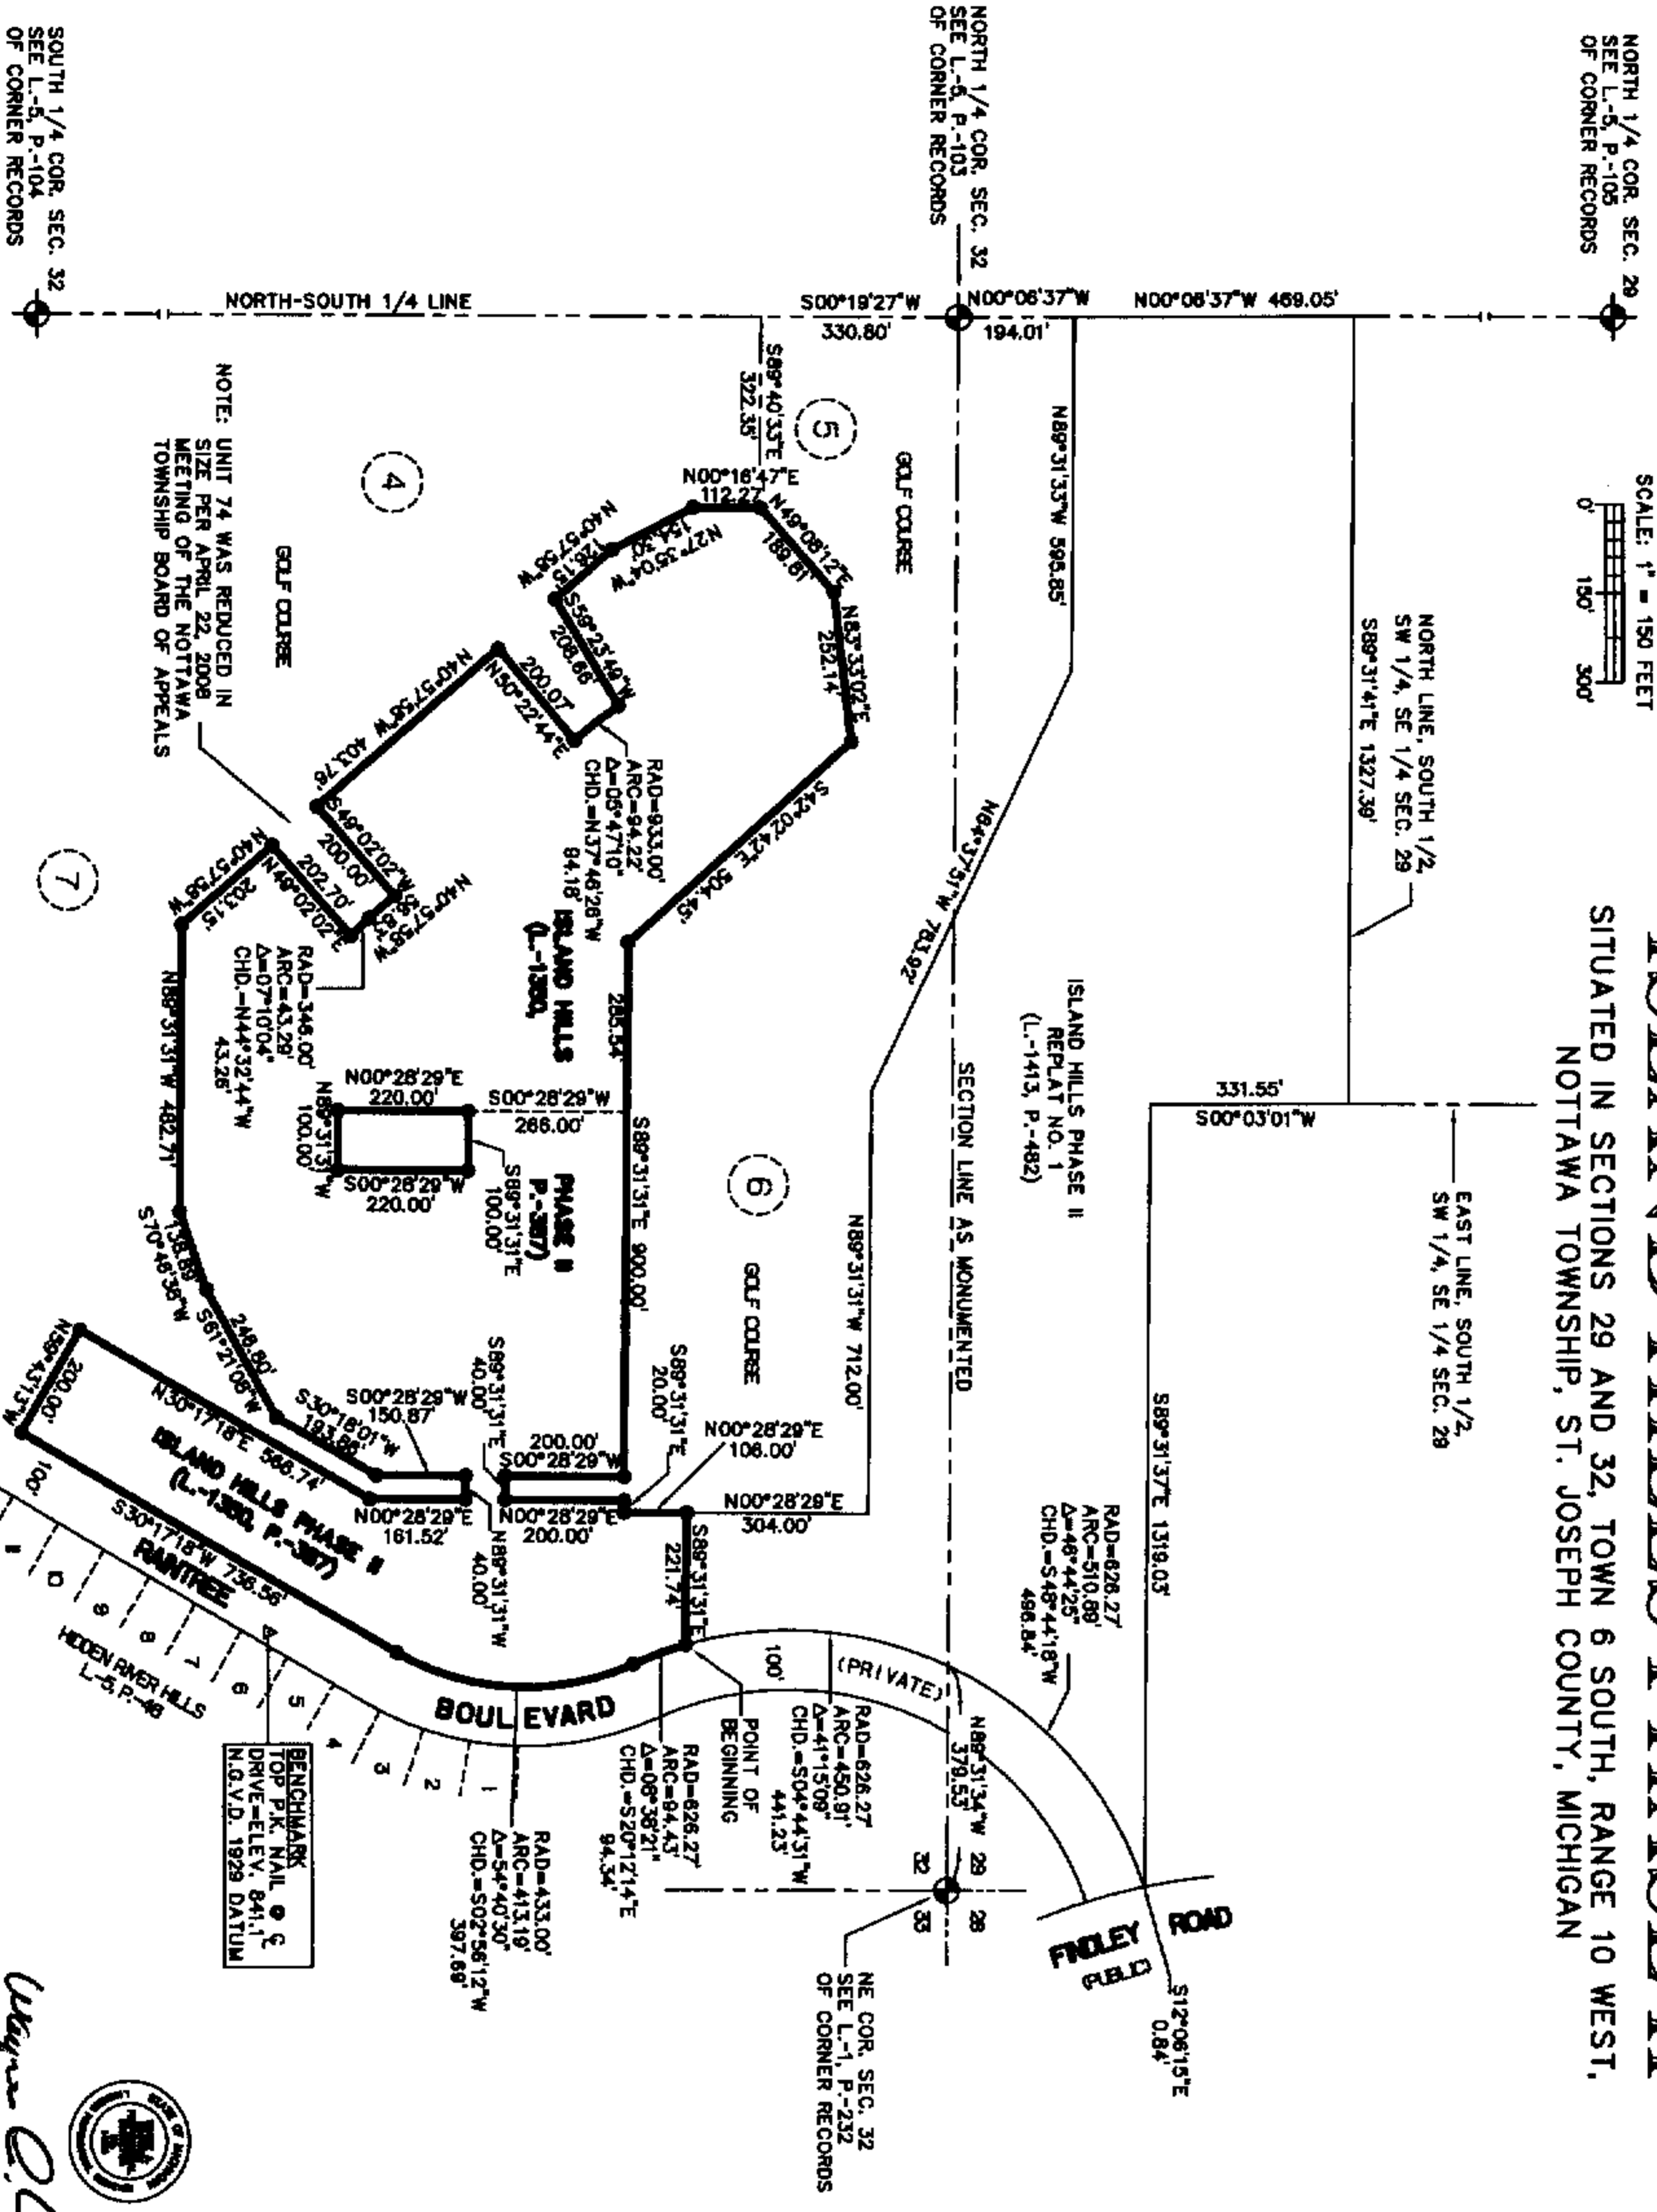 SITUATED IN SECTIONS 29 AND 32, TOWN 6 SOUTH, RANGE 10 WEST,
NOTTAWA TOWNSHIP, ST. JOSEPH COUNTY, MICHIGAN
SCALE: 1" = 150 FEET
0' 150' 300'
NORTH 1/4 COR. SEC. 29
SEE L.-5, P.-105
OF CORNER RECORDS
NORTH LINE, SOUTH 1/2,
SW 1/4, SE 1/4 SEC. 29
S89°31'41"E 1327.39'
EAST LINE, SOUTH 1/2,
SW 1/4, SE 1/4 SEC. 29
331.55'
S00°03'01"W
S89°31'37"E 1319.03'
S12°06'15"E
0.84'
FINDLEY ROAD
(PUBLIC)
N00°06'37"W 469.05'
N00°06'37"W
194.01'
NORTH 1/4 COR. SEC. 32
SEE L.-5, P.-103
OF CORNER RECORDS
N89°31'33"W 595.85'
N64°37'51"W 763.92'
ISLAND HILLS PHASE II
REPLAT NO. 1
(L.-1413, P.-482)
SECTION LINE AS MONUMENTED
N89°31'31"W 712.00'
N00°28'29"E
304.00'
RAD=626.27'
ARC=510.89'
Δ=46°44'25"
CHD.=S48°44'18"W
496.84'
N89°31'34"W
379.53'
29 28
32 33
NE COR. SEC. 32
SEE L.-1, P.-232
OF CORNER RECORDS
(PRIVATE)
100'
RAD=626.27'
ARC=450.91'
Δ=41°15'09"
CHD.=S04°44'31"W
441.23'
POINT OF
BEGINNING
RAD=626.27'
ARC=94.43'
Δ=08°38'21"
CHD.=S20°12'14"E
94.34'
RAD=433.00'
ARC=413.19'
Δ=54°40'30"
CHD.=S02°56'12"W
397.69'
S00°19'27"W
330.80'
S89°40'33"E
322.35'
GOLF COURSE
5
N00°16'47"E
112.27'
N49°08'12"E
189.81'
N83°33'02"E
252.14'
S42°02'42"E 504.45'
285.54'
S89°31'31"E 900.00'
6
GOLF COURSE
S89°31'31"E
20.00'
N00°28'29"E
106.00'
S89°31'31"E
221.74'
N27°35'04"W
154.30'
N40°57'58"W
126.15'
S59°23'49"W
208.66'
RAD=933.00'
ARC=94.22'
Δ=05°47'10"
CHD.=N37°46'26"W
94.18'
200.07'
N50°22'44"E
N40°57'58"W 403.76'
S49°02'02"W
200.00'
N40°57'58"W
56.83'
RAD=346.00'
ARC=43.29'
Δ=07°10'04"
CHD.=N44°32'44"W
43.26'
202.70'
N49°02'02"E
N40°57'58"W
203.15'
N89°31'31"W 482.71'
ISLAND HILLS PHASE II
(L.-1380, P.-387)
S00°28'29"W
266.00'
N00°28'29"E
220.00'
S89°31'31"E
100.00'
S00°28'29"W
220.00'
N89°31'31"W
100.00'
200.00'
S00°28'29"W
S89°31'31"E
40.00'
N00°28'29"E
200.00'
N89°31'31"W
40.00'
S00°28'29"W
150.87'
N00°28'29"E
161.52'
S30°18'01"W
193.86'
S61°21'08"W
246.80'
S70°46'38"W
138.89'
N30°17'18"E 566.74'
ISLAND HILLS PHASE II
(L.-1380, P.-387)
S30°17'18"W 736.56'
N59°43'13"W
200.00'
100'
RAINTREE BOULEVARD
1
2
3
4
5
6
7
8
9
10
11
HIDDEN RIVER HILLS
L-5, P.-46
BENCHMARK
TOP P.K. NAIL @ ℄
DRIVE=ELEV. 841.1
N.G.V.D. 1929 DATUM
4
GOLF COURSE
7
NOTE: UNIT 74 WAS REDUCED IN
SIZE PER APRIL 22, 2008
MEETING OF THE NOTTAWA
TOWNSHIP BOARD OF APPEALS
NORTH-SOUTH 1/4 LINE
SOUTH 1/4 COR. SEC. 32
SEE L.-5, P.-104
OF CORNER RECORDS
STATE OF MICHIGAN
Wayne